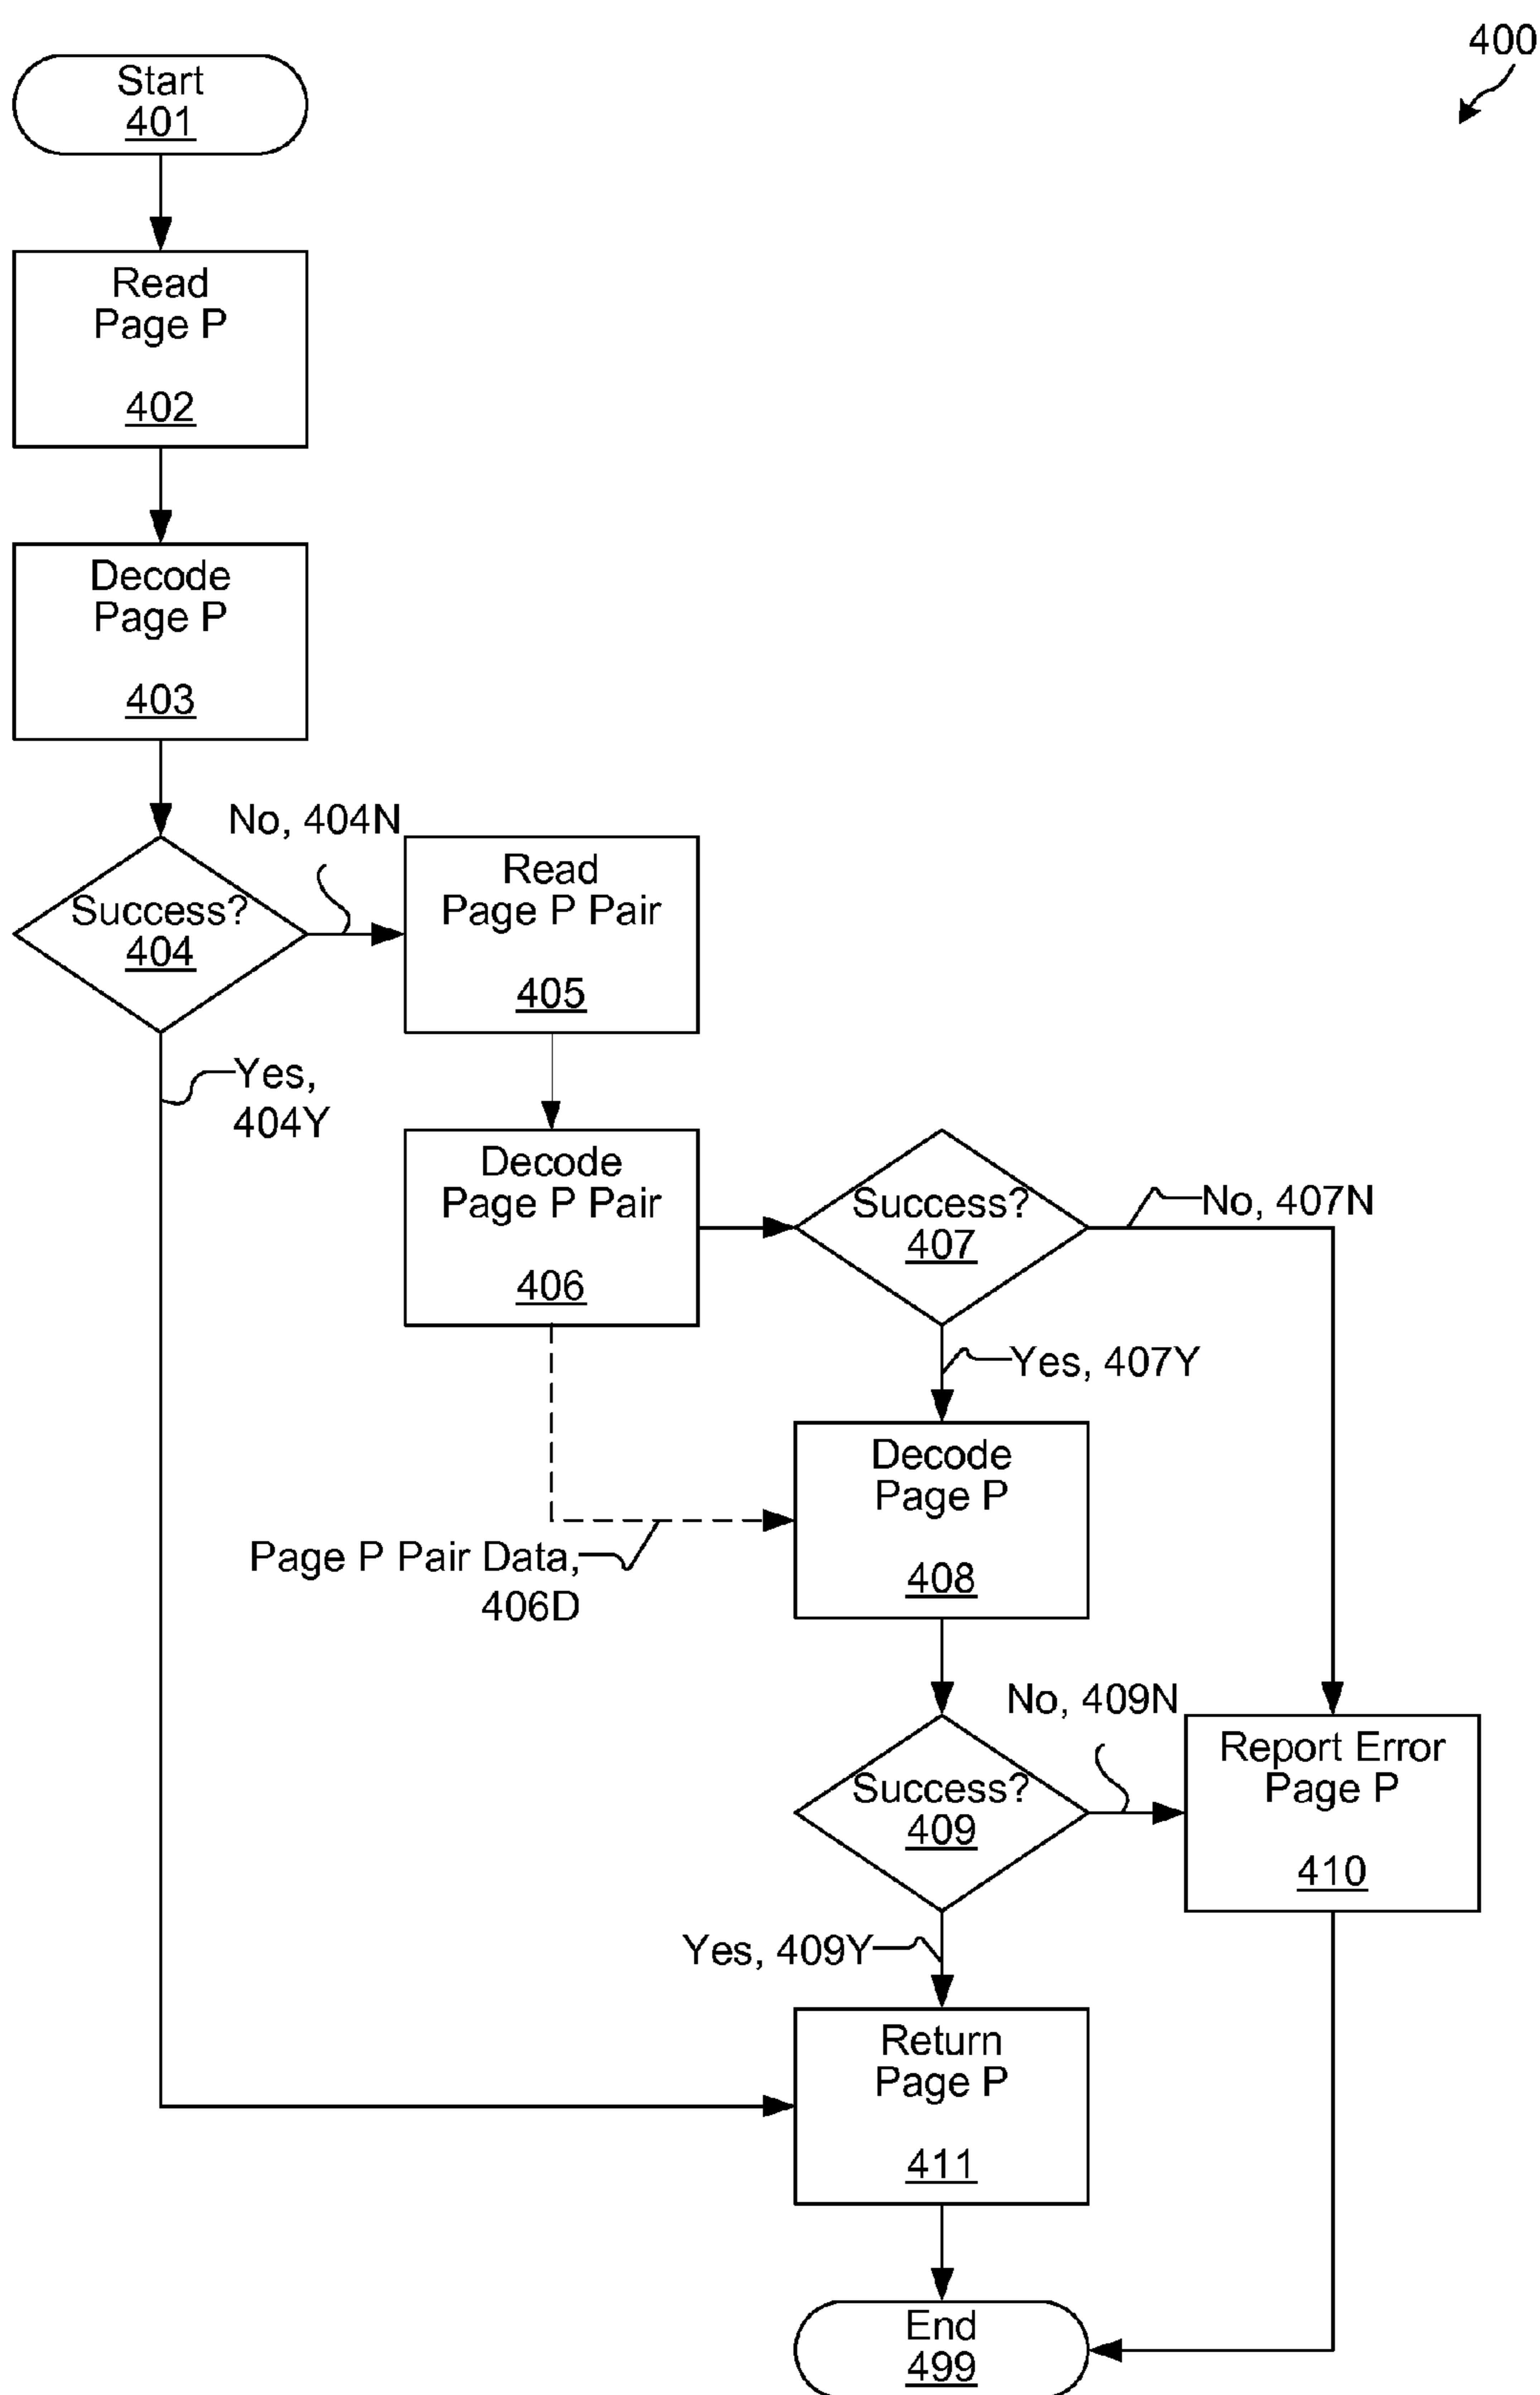 400
Start
401
Read
Page P
402
Decode
Page P
403
No, 404N
Success?
404
Read
Page P Pair
405
Yes,
404Y
Decode
Page P Pair
406
Success?
407
No, 407N
Yes, 407Y
Decode
Page P
408
Page P Pair Data,
406D
No, 409N
Success?
409
Report Error
Page P
410
Yes, 409Y
Return
Page P
411
End
499